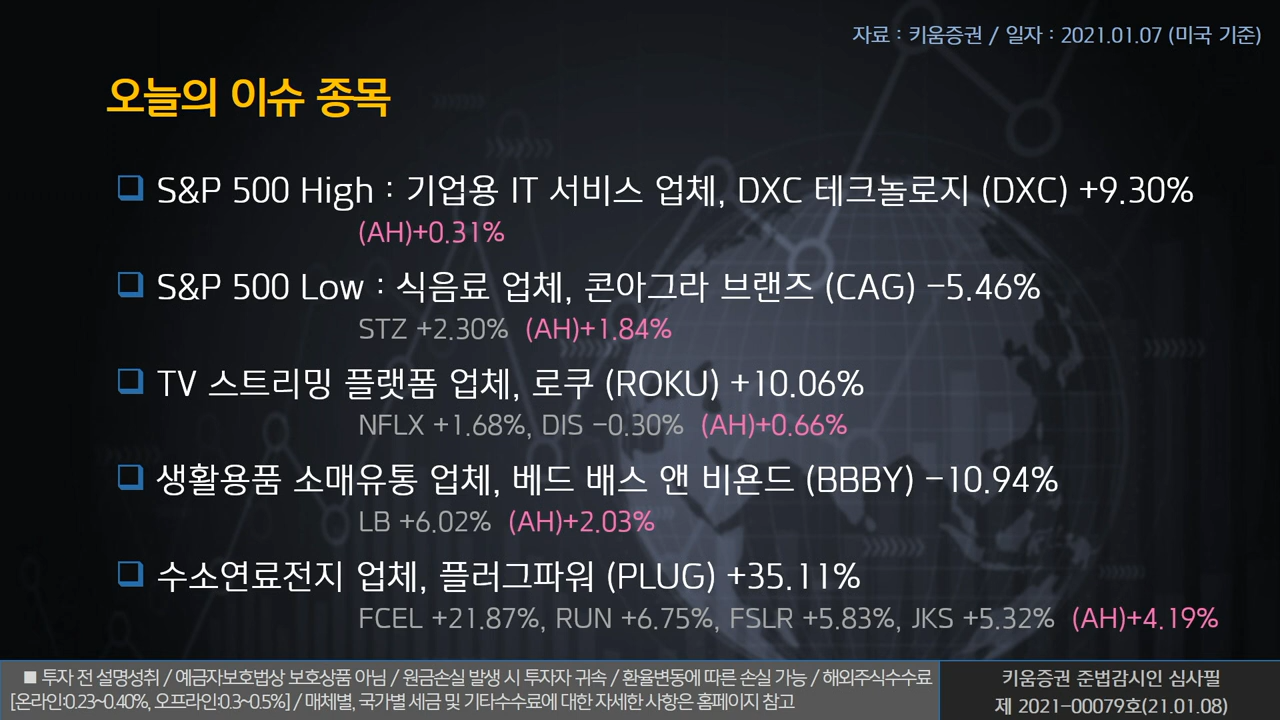 자료 : 키움증권 / 일자 : 2021.01.07 (미국 기준)
오늘의 이슈 종목
❑ S&P 500 High : 기업용 IT 서비스 업체, DXC 테크놀로지 (DXC) +9.30%
(AH)+0.31%
❑ S&P 500 Low : 식음료 업체, 콘아그라 브랜즈 (CAG) −5.46%
STZ +2.30% (AH)+1.84%
❑ TV 스트리밍 플랫폼 업체, 로쿠 (ROKU) +10.06%
NFLX +1.68%, DIS −0.30% (AH)+0.66%
❑ 생활용품 소매유통 업체, 베드 배스 앤 비욘드 (BBBY) −10.94%
LB +6.02% (AH)+2.03%
❑ 수소연료전지 업체, 플러그파워 (PLUG) +35.11%
FCEL +21.87%, RUN +6.75%, FSLR +5.83%, JKS +5.32% (AH)+4.19%
■ 투자 전 설명청취 / 예금자보호법상 보호상품 아님 / 원금손실 발생 시 투자자 귀속 / 환율변동에 따른 손실 가능 / 해외주식수수료
[온라인:0.23~0.40%, 오프라인:0.3~0.5%] / 매체별, 국가별 세금 및 기타수수료에 대한 자세한 사항은 홈페이지 참고
키움증권 준법감시인 심사필
제 2021-00079호(21.01.08)